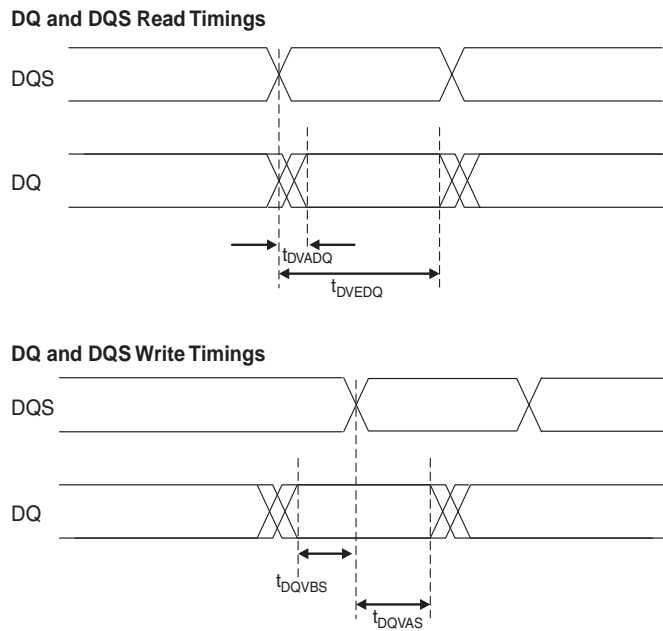 DQ and DQS Read Timings
DQS
DQ
tDVADQ
tDVEDQ
DQ and DQS Write Timings
DQS
DQ
tDQVBS
tDQVAS